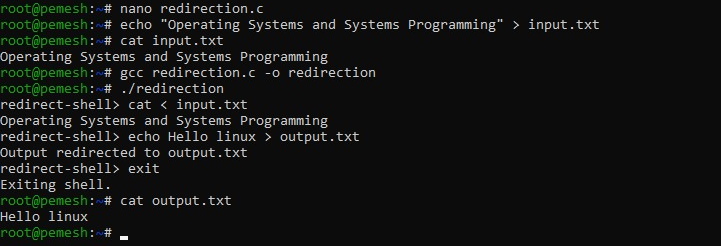 root@pemesh:~# nano redirection.c
root@pemesh:~# echo "Operating Systems and Systems Programming" > input.txt
root@pemesh:~# cat input.txt
Operating Systems and Systems Programming
root@pemesh:~# gcc redirection.c -o redirection
root@pemesh:~# ./redirection
redirect-shell> cat < input.txt
Operating Systems and Systems Programming
redirect-shell> echo Hello linux > output.txt
Output redirected to output.txt
redirect-shell> exit
Exiting shell.
root@pemesh:~# cat output.txt
Hello linux
root@pemesh:~#